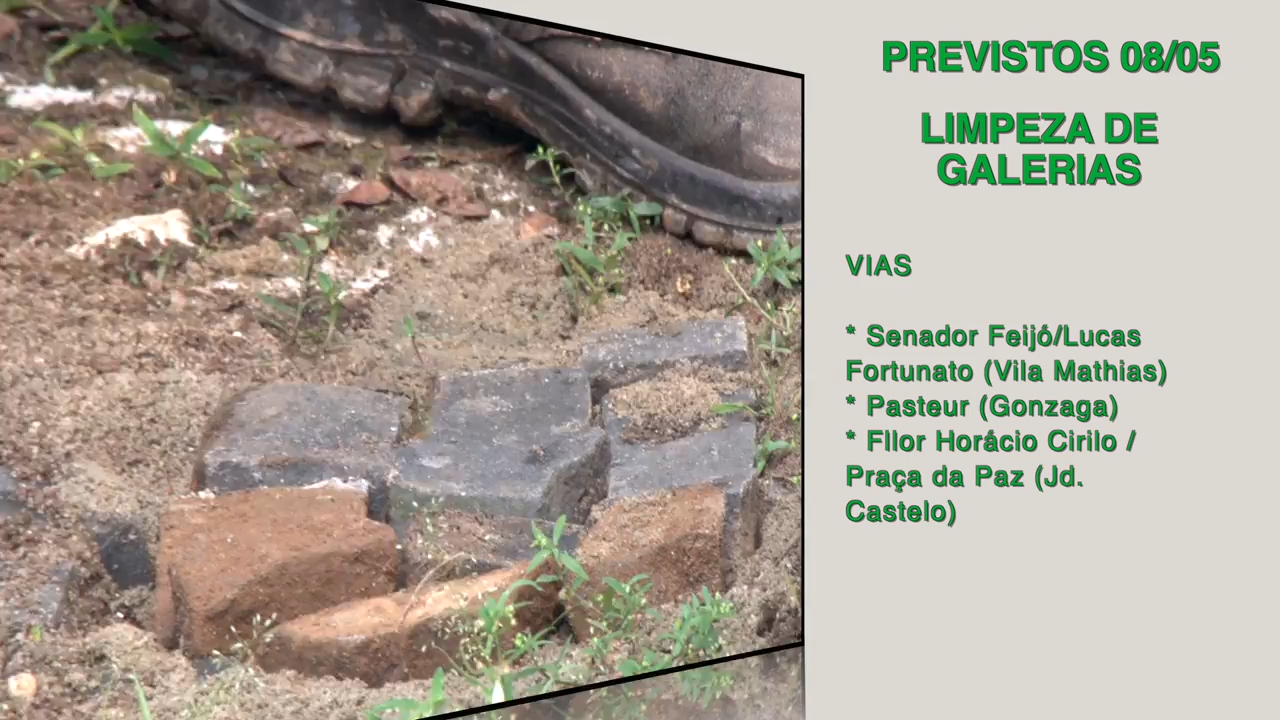 PREVISTOS 08/05
LIMPEZA DE
GALERIAS
VIAS
* Senador Feijó/Lucas
Fortunato (Vila Mathias)
* Pasteur (Gonzaga)
* Fllor Horácio Cirilo /
Praça da Paz (Jd.
Castelo)